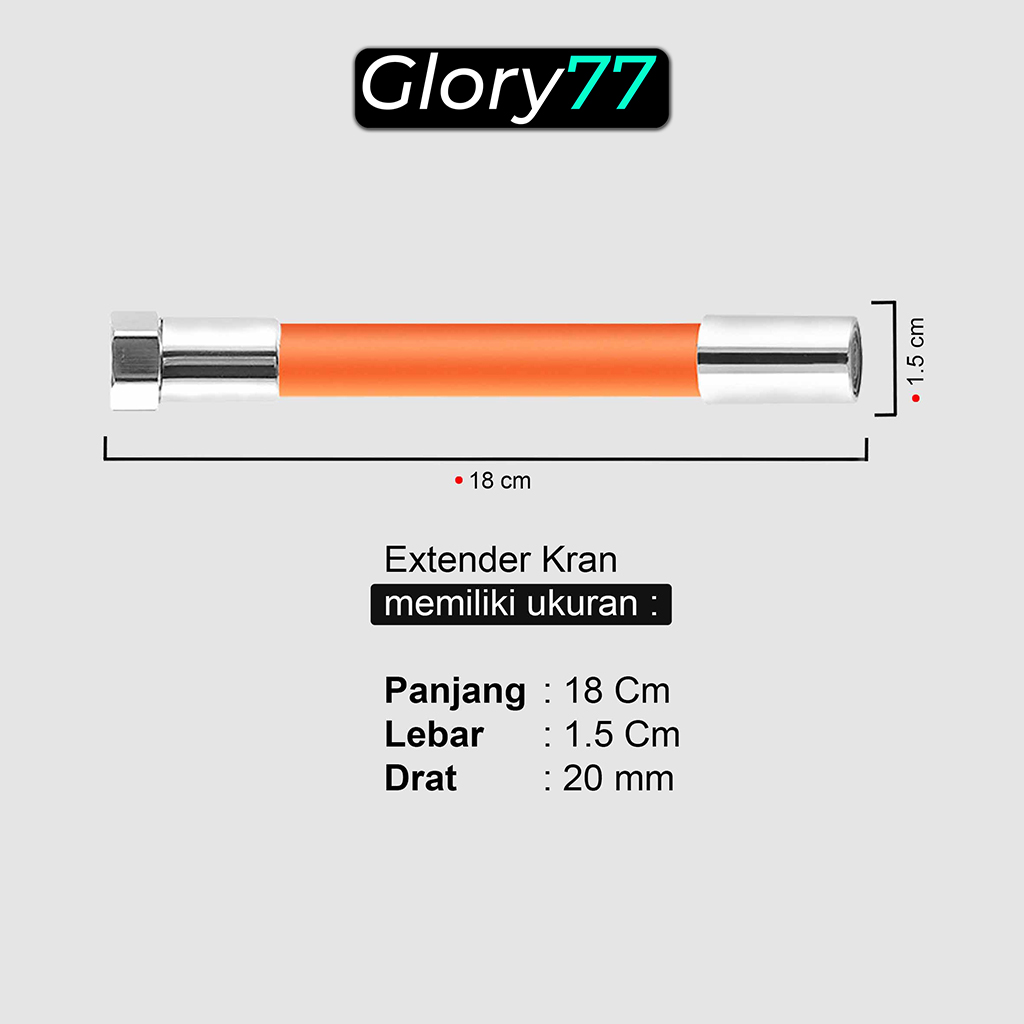 Glory77
1.5 cm
18 cm
Extender Kran
memiliki ukuran :
Panjang : 18 Cm
Lebar : 1.5 Cm
Drat : 20 mm